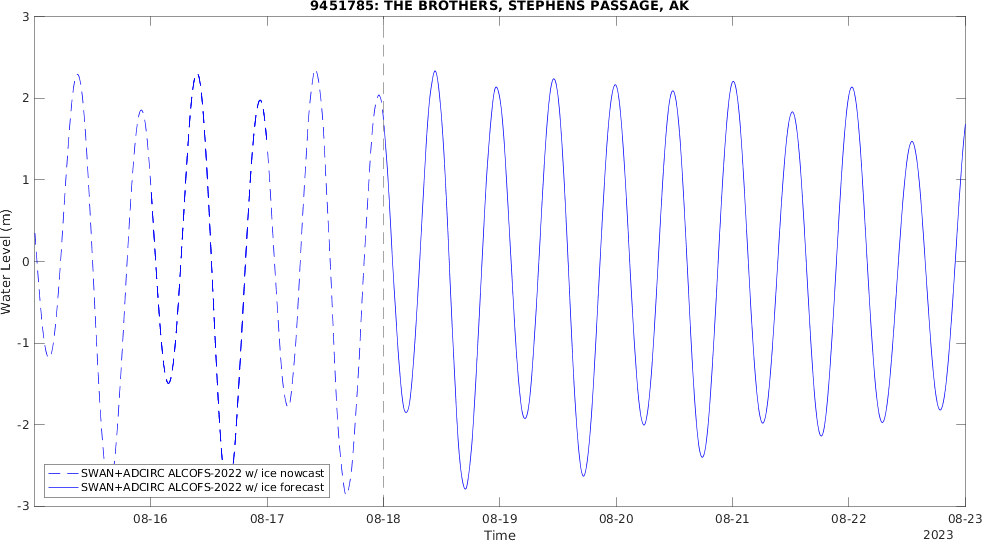 9451785: THE BROTHERS, STEPHENS PASSAGE, AK
3
2
1
0
-1
-2
-3
Water Level (m)
SWAN+ADCIRC ALCOFS-2022 w/ ice nowcast
SWAN+ADCIRC ALCOFS-2022 w/ ice forecast
08-16 08-17 08-18 08-19 08-20 08-21 08-22 08-23
Time
2023